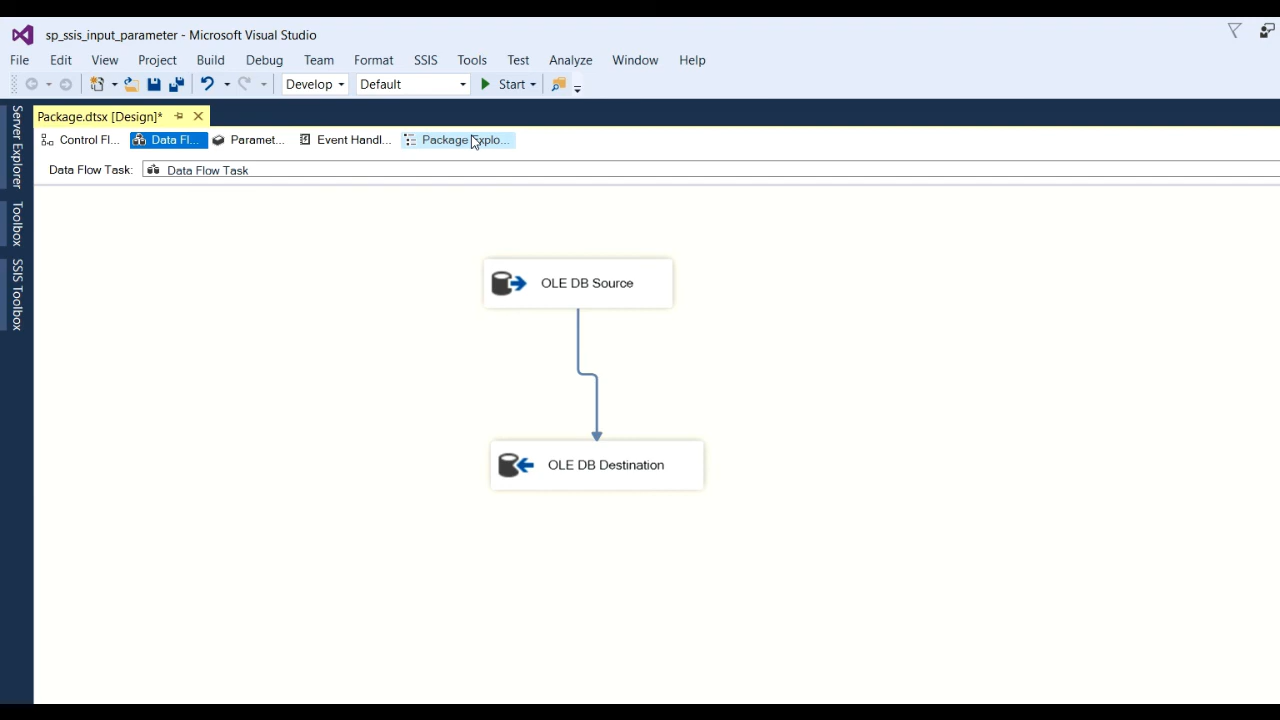 sp_ssis_input_parameter - Microsoft Visual Studio
File Edit View Project Build Debug Team Format SSIS Tools Test Analyze Window Help
Develop Default Start
Package.dtsx [Design]*
Control Fl... Data Fl... Paramet... Event Handl... Package Explo...
Data Flow Task: Data Flow Task
Server Explorer
Toolbox
SSIS Toolbox
OLE DB Source
OLE DB Destination